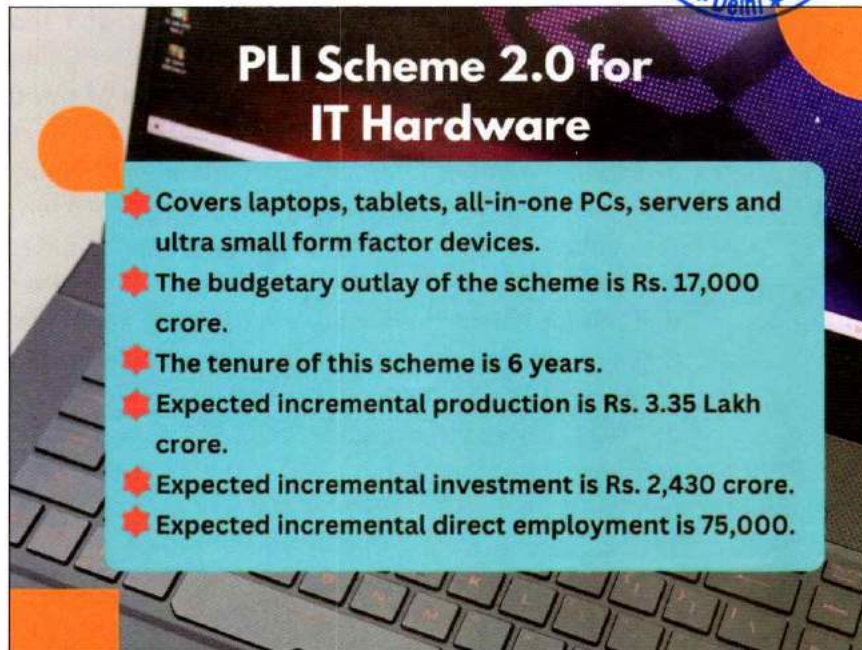 Delhi
PLI Scheme 2.0 for
IT Hardware
Covers laptops, tablets, all-in-one PCs, servers and
ultra small form factor devices.
The budgetary outlay of the scheme is Rs. 17,000
crore.
The tenure of this scheme is 6 years.
Expected incremental production is Rs. 3.35 Lakh
crore.
Expected incremental investment is Rs. 2,430 crore.
Expected incremental direct employment is 75,000.